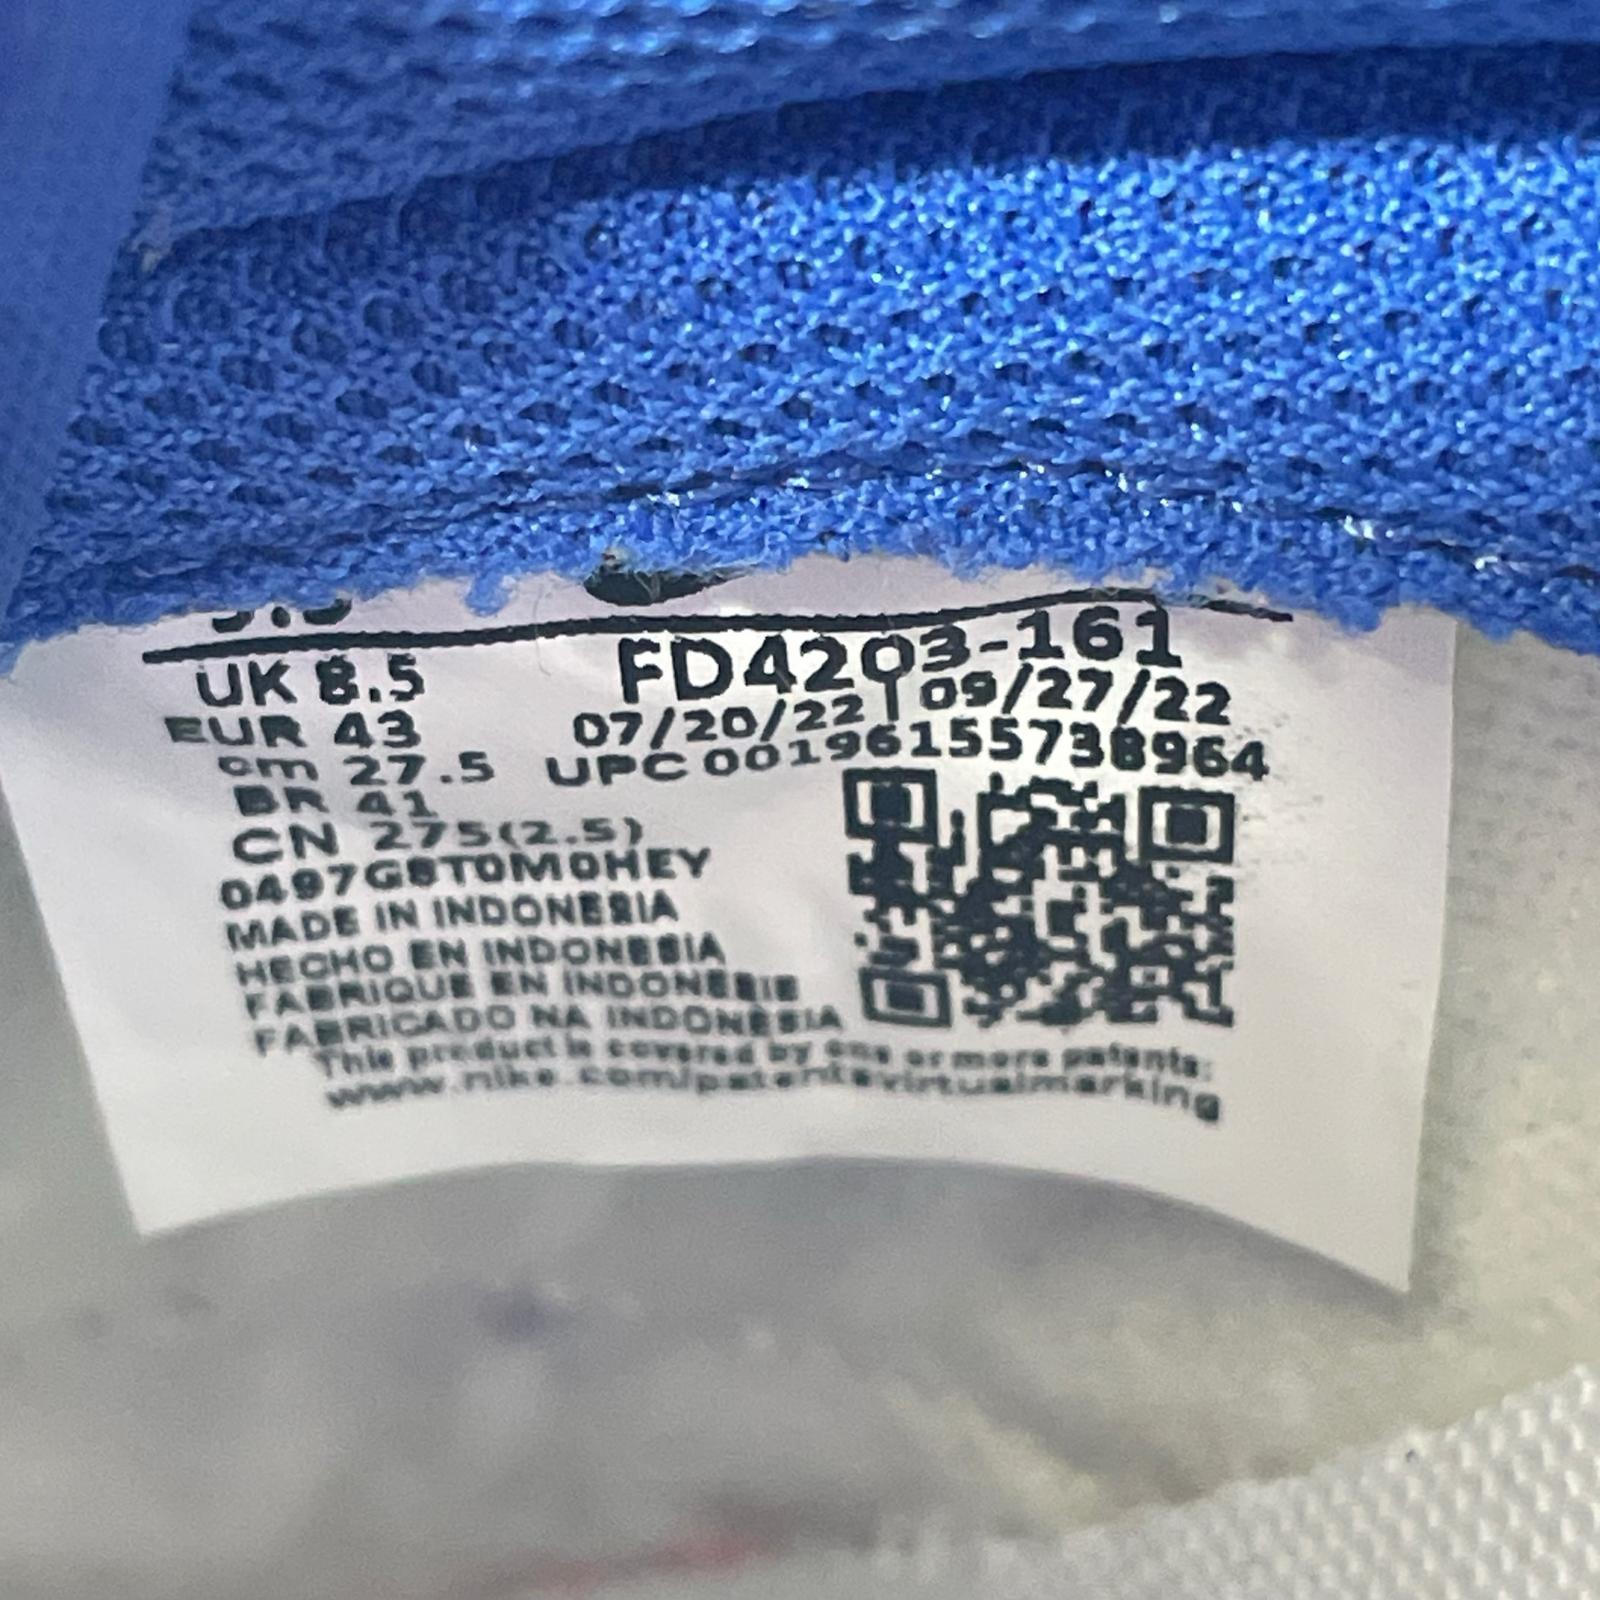 UK 8.5
FD4203-161
EUR 43
07/20/22 09/27/22
cm 27.5
UPC 00196155738964
BR 41
CN 275(2.5)
0497G8TOMOHEY
MADE IN INDONESIA
HECHO EN INDONESIA
FABRIQUE EN INDONESIE
FABRICADO NA INDONESIA
This product is covered by one or more patents:
www.nike.com/patentsvirtualmarking